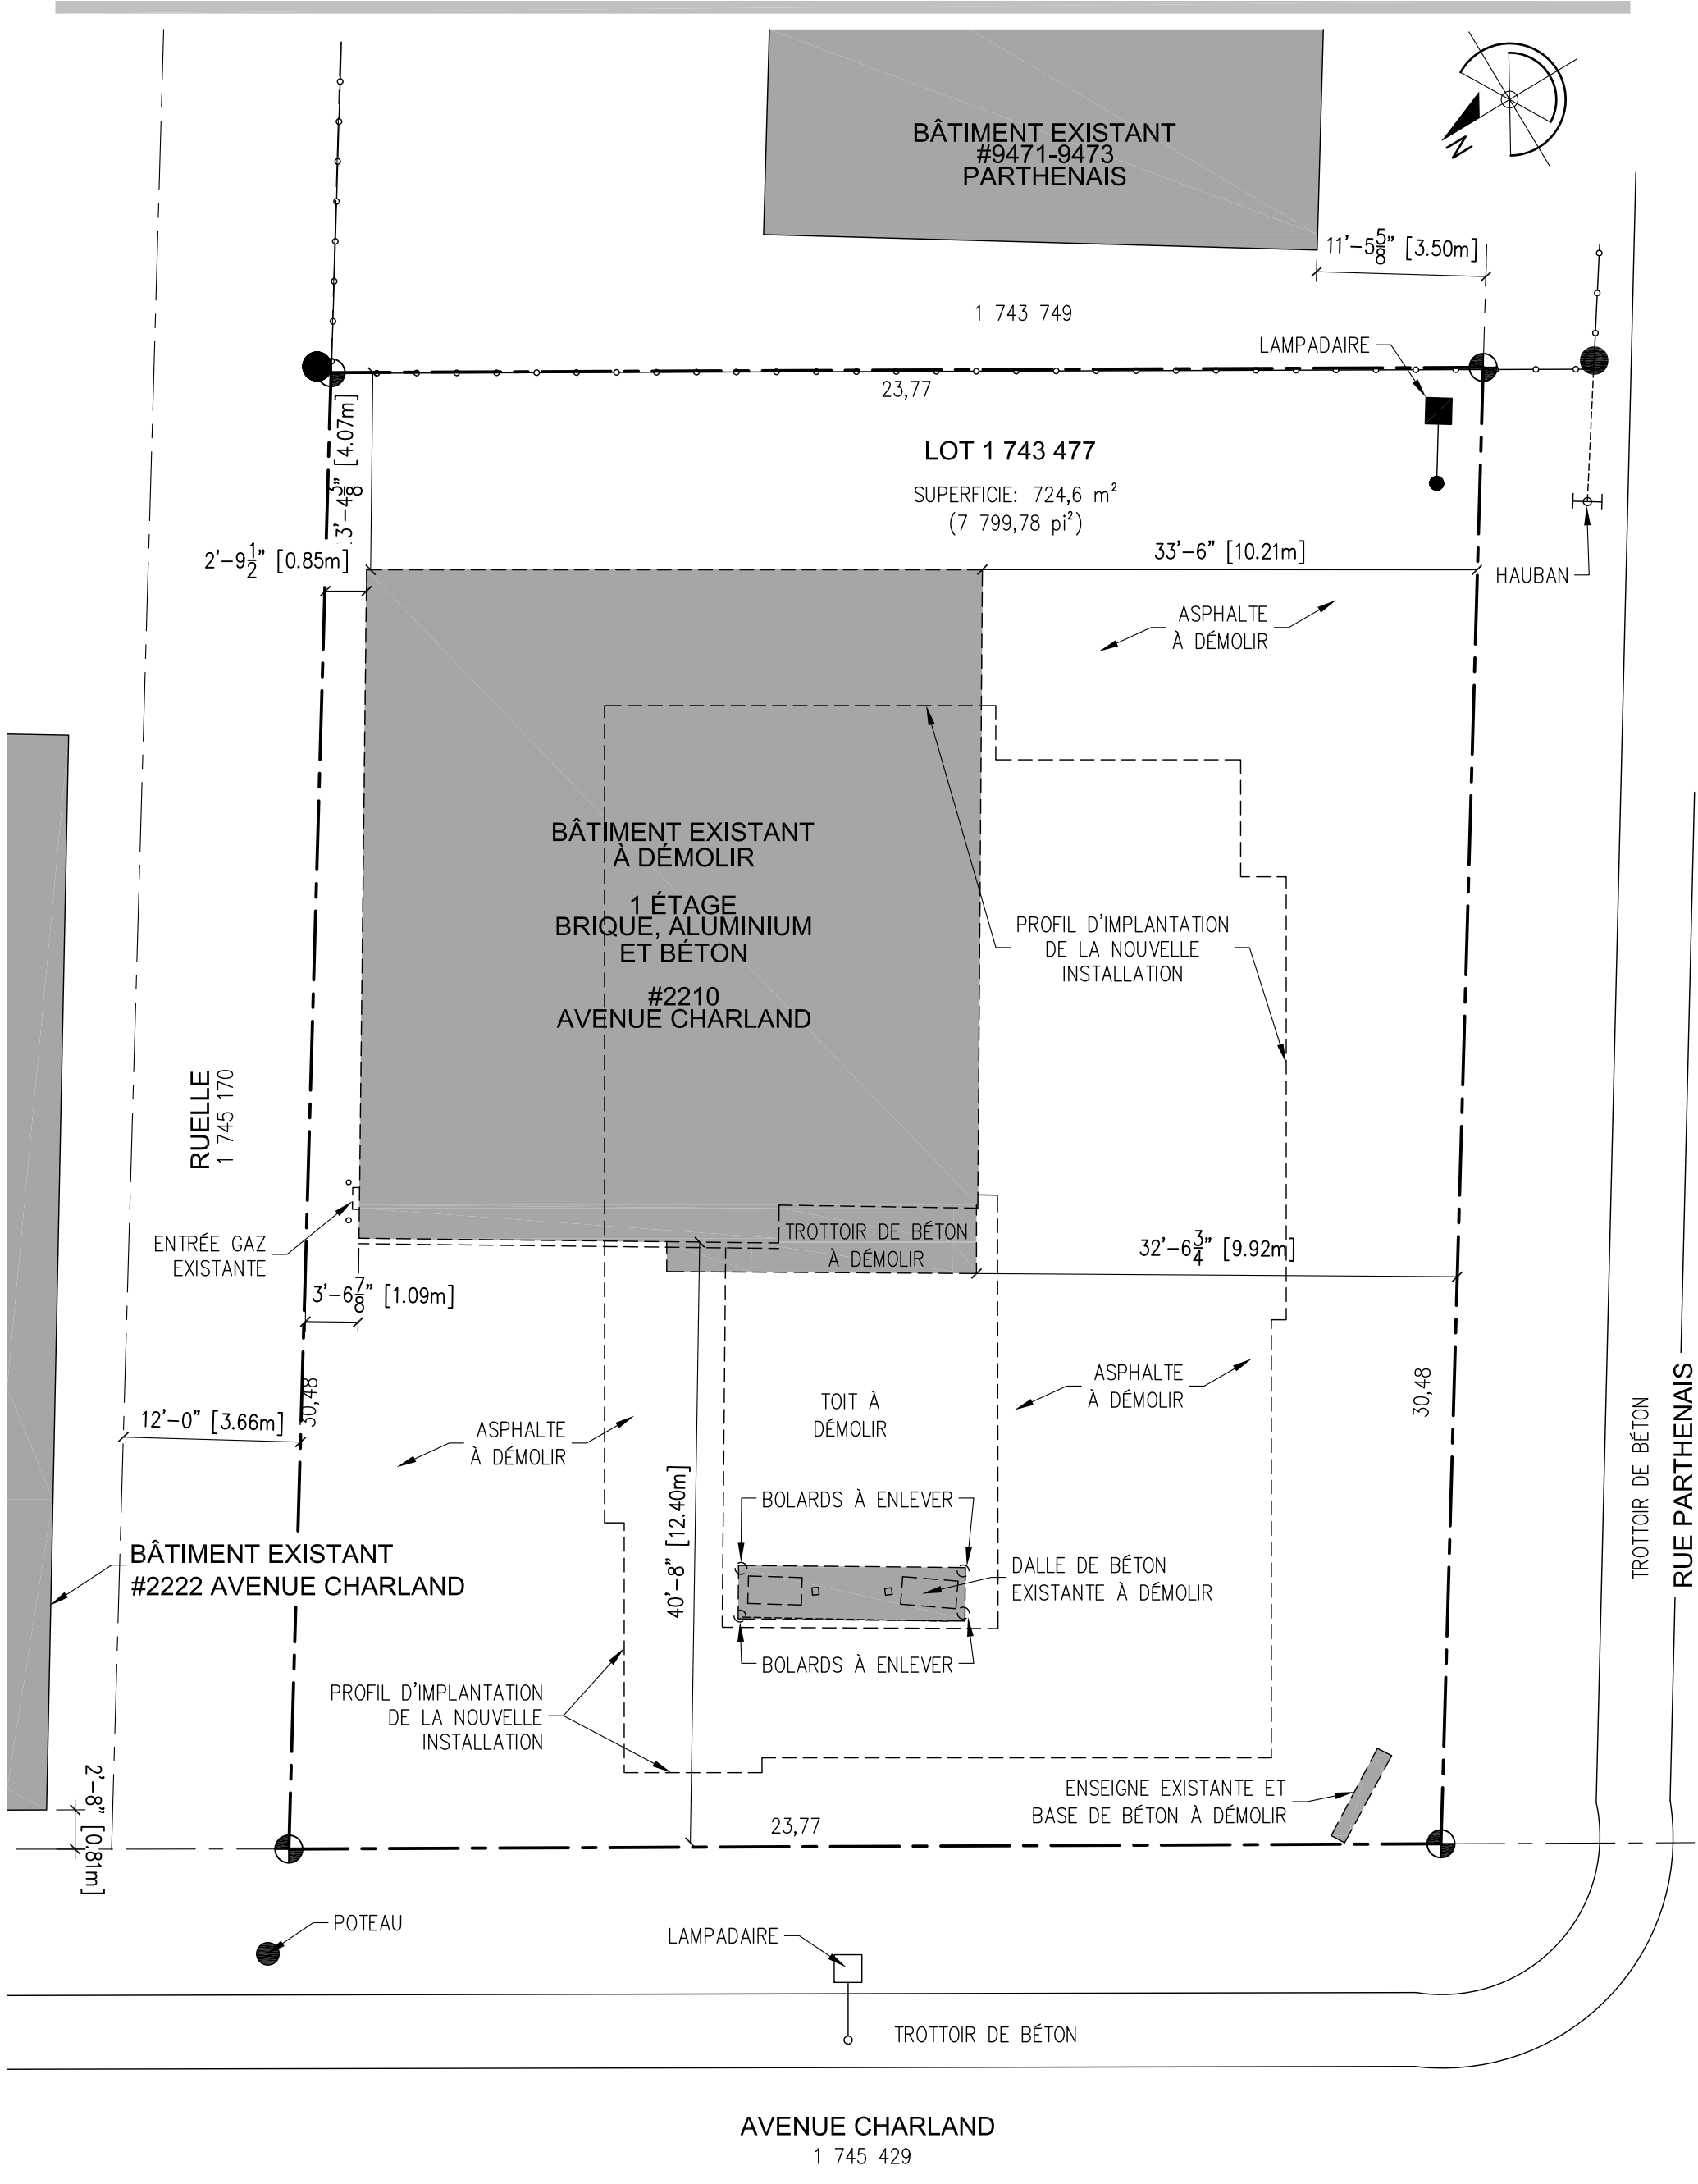 BÂTIMENT EXISTANT
#9471-9473
PARTHENAIS
N
11'-5 5/8" [3.50m]
1 743 749
LAMPADAIRE
23,77
3'-4 3/8" [4.07m]
LOT 1 743 477
SUPERFICIE: 724,6 m²
(7 799,78 pi²)
2'-9 1/2" [0.85m]
33'-6" [10.21m]
HAUBAN
ASPHALTE
À DÉMOLIR
BÂTIMENT EXISTANT
À DÉMOLIR
1 ÉTAGE
BRIQUE, ALUMINIUM
ET BÉTON
#2210
AVENUE CHARLAND
PROFIL D'IMPLANTATION
DE LA NOUVELLE
INSTALLATION
RUELLE
1 745 170
ENTRÉE GAZ
EXISTANTE
TROTTOIR DE BÉTON
À DÉMOLIR
32'-6 3/4" [9.92m]
3'-6 7/8" [1.09m]
30,48
12'-0" [3.66m]
ASPHALTE
À DÉMOLIR
TOIT À
DÉMOLIR
ASPHALTE
À DÉMOLIR
30,48
TROTTOIR DE BÉTON
RUE PARTHENAIS
40'-8" [12.40m]
BOLARDS À ENLEVER
BÂTIMENT EXISTANT
#2222 AVENUE CHARLAND
DALLE DE BÉTON
EXISTANTE À DÉMOLIR
BOLARDS À ENLEVER
PROFIL D'IMPLANTATION
DE LA NOUVELLE
INSTALLATION
2'-8" [0.81m]
ENSEIGNE EXISTANTE ET
BASE DE BÉTON À DÉMOLIR
23,77
POTEAU
LAMPADAIRE
TROTTOIR DE BÉTON
AVENUE CHARLAND
1 745 429